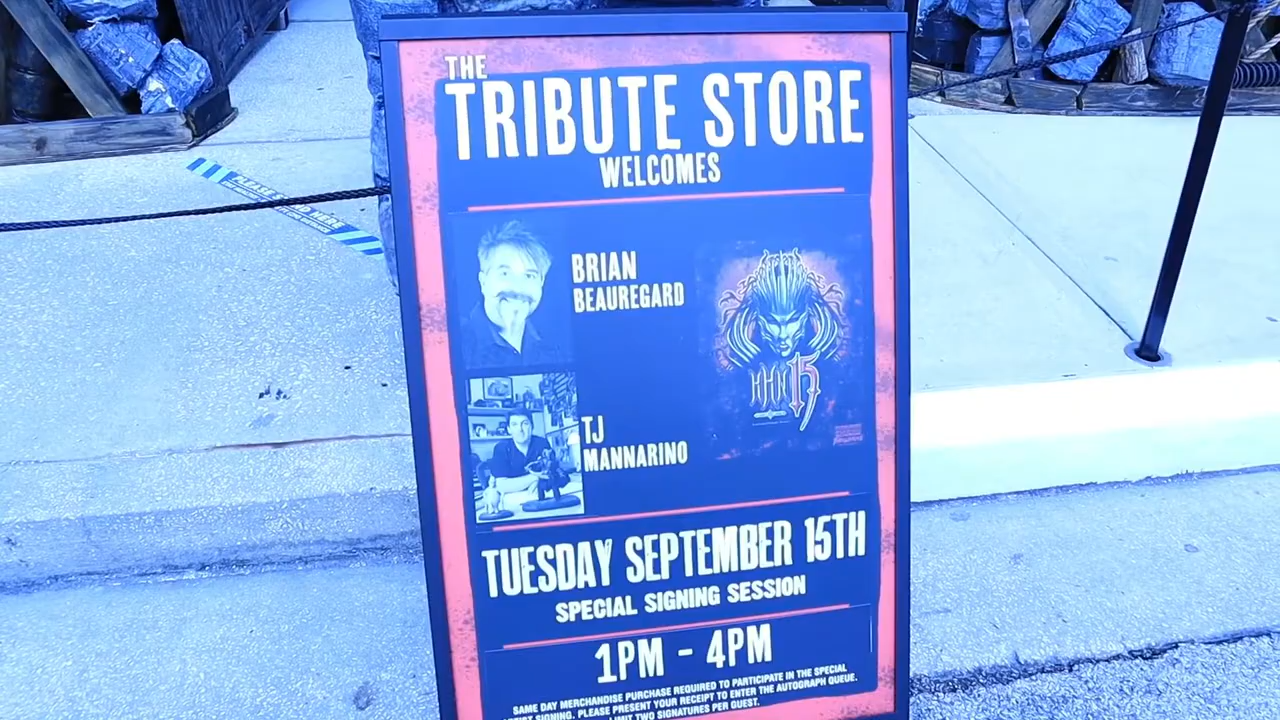 THE
TRIBUTE STORE
WELCOMES
BRIAN
BEAUREGARD
HHN 15
TJ
MANNARINO
TUESDAY SEPTEMBER 15TH
SPECIAL SIGNING SESSION
1PM - 4PM
SAME DAY MERCHANDISE PURCHASE REQUIRED TO PARTICIPATE IN THE SPECIAL
SIGNING. PLEASE PRESENT YOUR RECEIPT TO ENTER THE AUTOGRAPH QUEUE.
LIMIT TWO SIGNATURES PER GUEST.